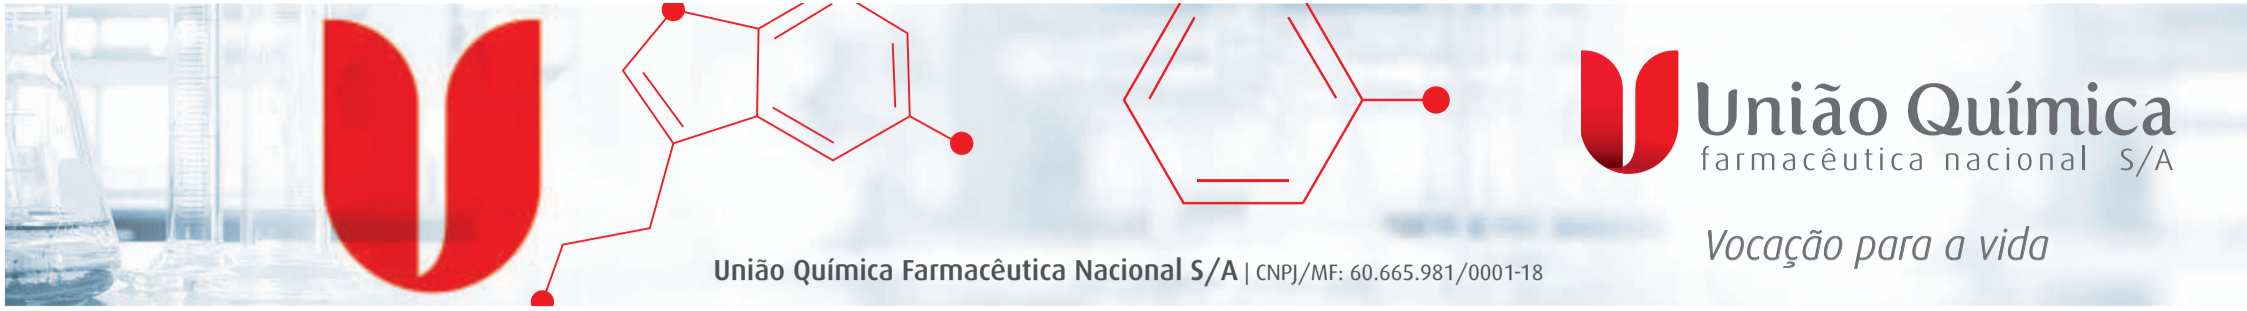 União Química
farmacêutica nacional S/A
Vocação para a vida
União Química Farmacêutica Nacional S/A | CNPJ/MF: 60.665.981/0001-18